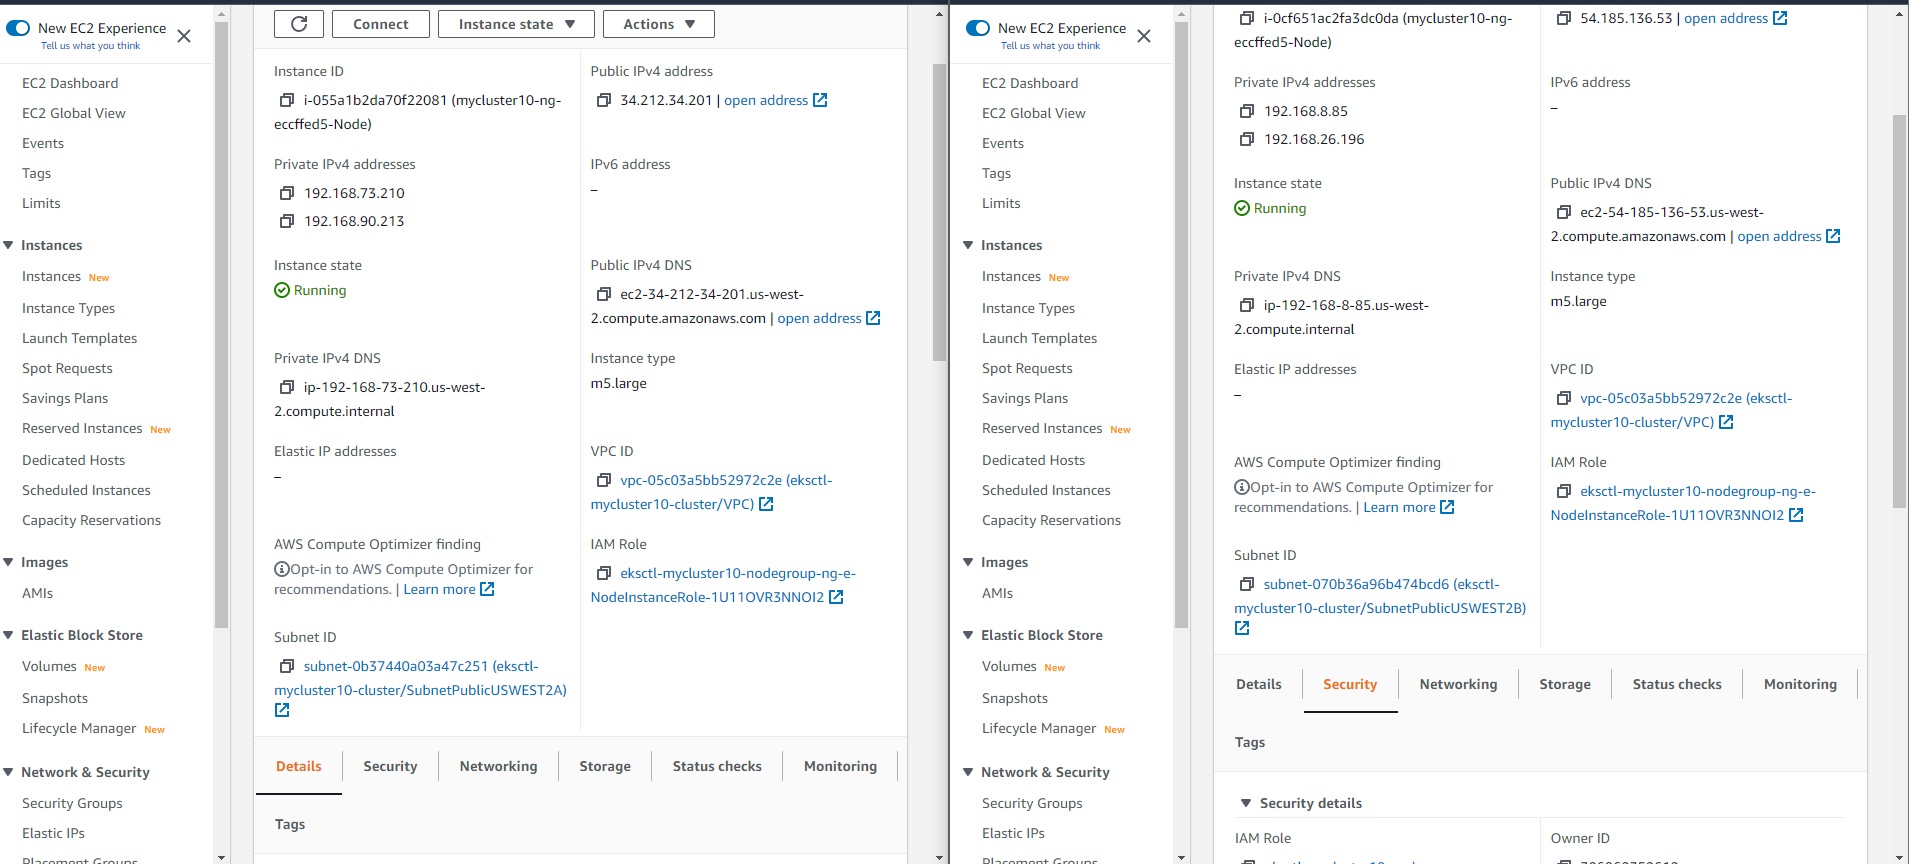 New EC2 Experience
Tell us what you think
EC2 Dashboard
EC2 Global View
Events
Tags
Limits
Instances
Instances New
Instance Types
Launch Templates
Spot Requests
Savings Plans
Reserved Instances New
Dedicated Hosts
Scheduled Instances
Capacity Reservations
Images
AMIs
Elastic Block Store
Volumes New
Snapshots
Lifecycle Manager New
Network & Security
Security Groups
Elastic IPs
Placement Groups
Connect
Instance state
Actions
Instance ID
i-055a1b2da70f22081 (mycluster10-ng-
eccffed5-Node)
Public IPv4 address
34.212.34.201 | open address
Private IPv4 addresses
192.168.73.210
192.168.90.213
IPv6 address
–
Instance state
Running
Public IPv4 DNS
ec2-34-212-34-201.us-west-
2.compute.amazonaws.com | open address
Private IPv4 DNS
ip-192-168-73-210.us-west-
2.compute.internal
Instance type
m5.large
Elastic IP addresses
–
VPC ID
vpc-05c03a5bb52972c2e (eksctl-
mycluster10-cluster/VPC)
AWS Compute Optimizer finding
Opt-in to AWS Compute Optimizer for
recommendations. | Learn more
IAM Role
eksctl-mycluster10-nodegroup-ng-e-
NodeInstanceRole-1U11OVR3NNOI2
Subnet ID
subnet-0b37440a03a47c251 (eksctl-
mycluster10-cluster/SubnetPublicUSWEST2A)
Details
Security
Networking
Storage
Status checks
Monitoring
Tags
New EC2 Experience
Tell us what you think
EC2 Dashboard
EC2 Global View
Events
Tags
Limits
Instances
Instances New
Instance Types
Launch Templates
Spot Requests
Savings Plans
Reserved Instances New
Dedicated Hosts
Scheduled Instances
Capacity Reservations
Images
AMIs
Elastic Block Store
Volumes New
Snapshots
Lifecycle Manager New
Network & Security
Security Groups
Elastic IPs
Placement Groups
i-0cf651ac2fa3dc0da (mycluster10-ng-
eccffed5-Node)
54.185.136.53 | open address
Private IPv4 addresses
192.168.8.85
192.168.26.196
IPv6 address
–
Instance state
Running
Public IPv4 DNS
ec2-54-185-136-53.us-west-
2.compute.amazonaws.com | open address
Private IPv4 DNS
ip-192-168-8-85.us-west-
2.compute.internal
Instance type
m5.large
Elastic IP addresses
–
VPC ID
vpc-05c03a5bb52972c2e (eksctl-
mycluster10-cluster/VPC)
AWS Compute Optimizer finding
Opt-in to AWS Compute Optimizer for
recommendations. | Learn more
IAM Role
eksctl-mycluster10-nodegroup-ng-e-
NodeInstanceRole-1U11OVR3NNOI2
Subnet ID
subnet-070b36a96b474bcd6 (eksctl-
mycluster10-cluster/SubnetPublicUSWEST2B)
Details
Security
Networking
Storage
Status checks
Monitoring
Tags
Security details
IAM Role
Owner ID